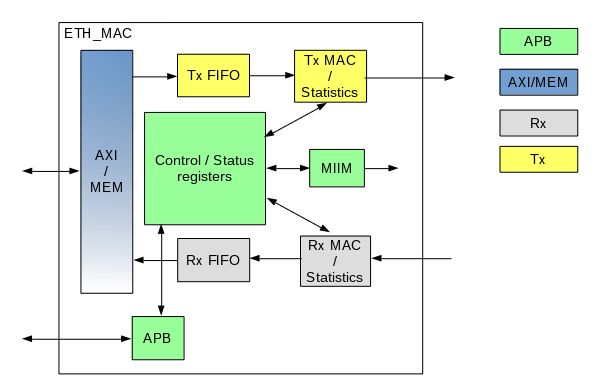 ETH_MAC
Tx FIFO
Tx MAC
/
Statistics
AXI
/
MEM
Control / Status
registers
MIIM
Rx FIFO
Rx MAC
/
Statistics
APB
APB
AXI/MEM
Rx
Tx